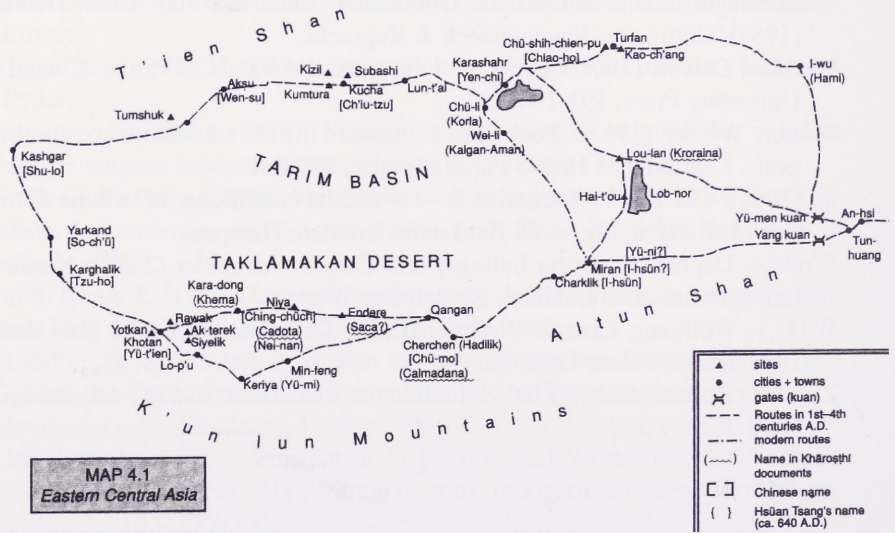 T'ien Shan
Chü-shih-chien-pu
[Chiao-ho]
Turfan
Kao-ch'ang
I-wu
(Hami)
Karashahr
[Yen-chi]
Kizil
Subashi
Aksu
[Wen-su]
Kumtura
Kucha
[Ch'iu-tzu]
Lun-t'ai
Chü-li
(Korla)
Wei-li
(Kalgan-Aman)
Tumshuk
Kashgar
[Shu-lo]
TARIM BASIN
Lou-lan (Kroraina)
Hai-t'ou
Lob-nor
Yü-men kuan
An-hsi
Yang kuan
Tun-
huang
Yarkand
[So-ch'ü]
Karghalik
[Tzu-ho]
TAKLAMAKAN DESERT
[Yü-ni?]
Miran [I-hsün?]
Charklik [I-hsün]
Altun Shan
Kara-dong
(Khema)
Niya
[Ching-chüch]
(Cadota)
(Nei-nan)
Endere
(Saca?)
Qangan
Rawak
Yotkan
Ak-terek
Siyelik
Khotan
[Yü-t'ien]
Lo-p'u
Cherchen (Hadilik)
[Chü-mo]
(Calmadana)
Min-feng
Keriya (Yü-mi)
K'un lun Mountains
MAP 4.1
Eastern Central Asia
sites
cities + towns
gates (kuan)
Routes in 1st–4th
centuries A.D.
modern routes
( ) Name in Khāroṣṭhī
documents
[ ] Chinese name
{ } Hsüan Tsang's name
(ca. 640 A.D.)